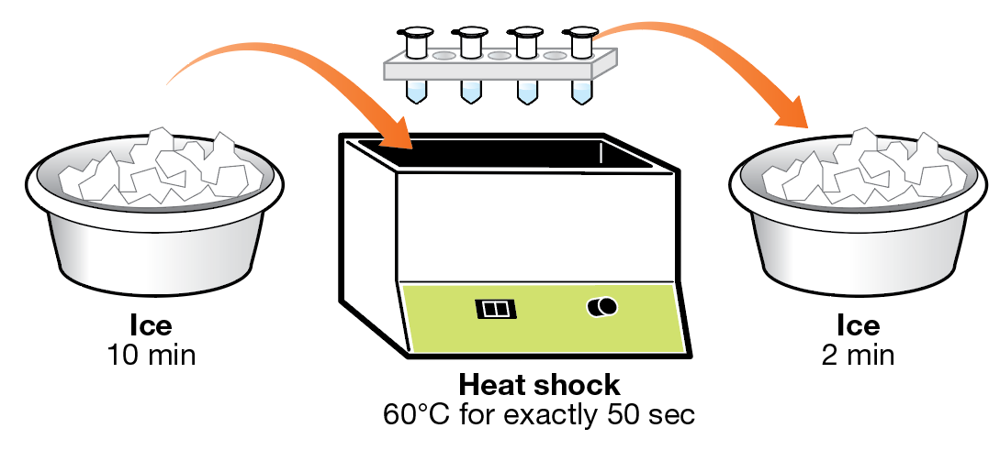 Ice
10 min
Heat shock
60°C for exactly 50 sec
Ice
2 min